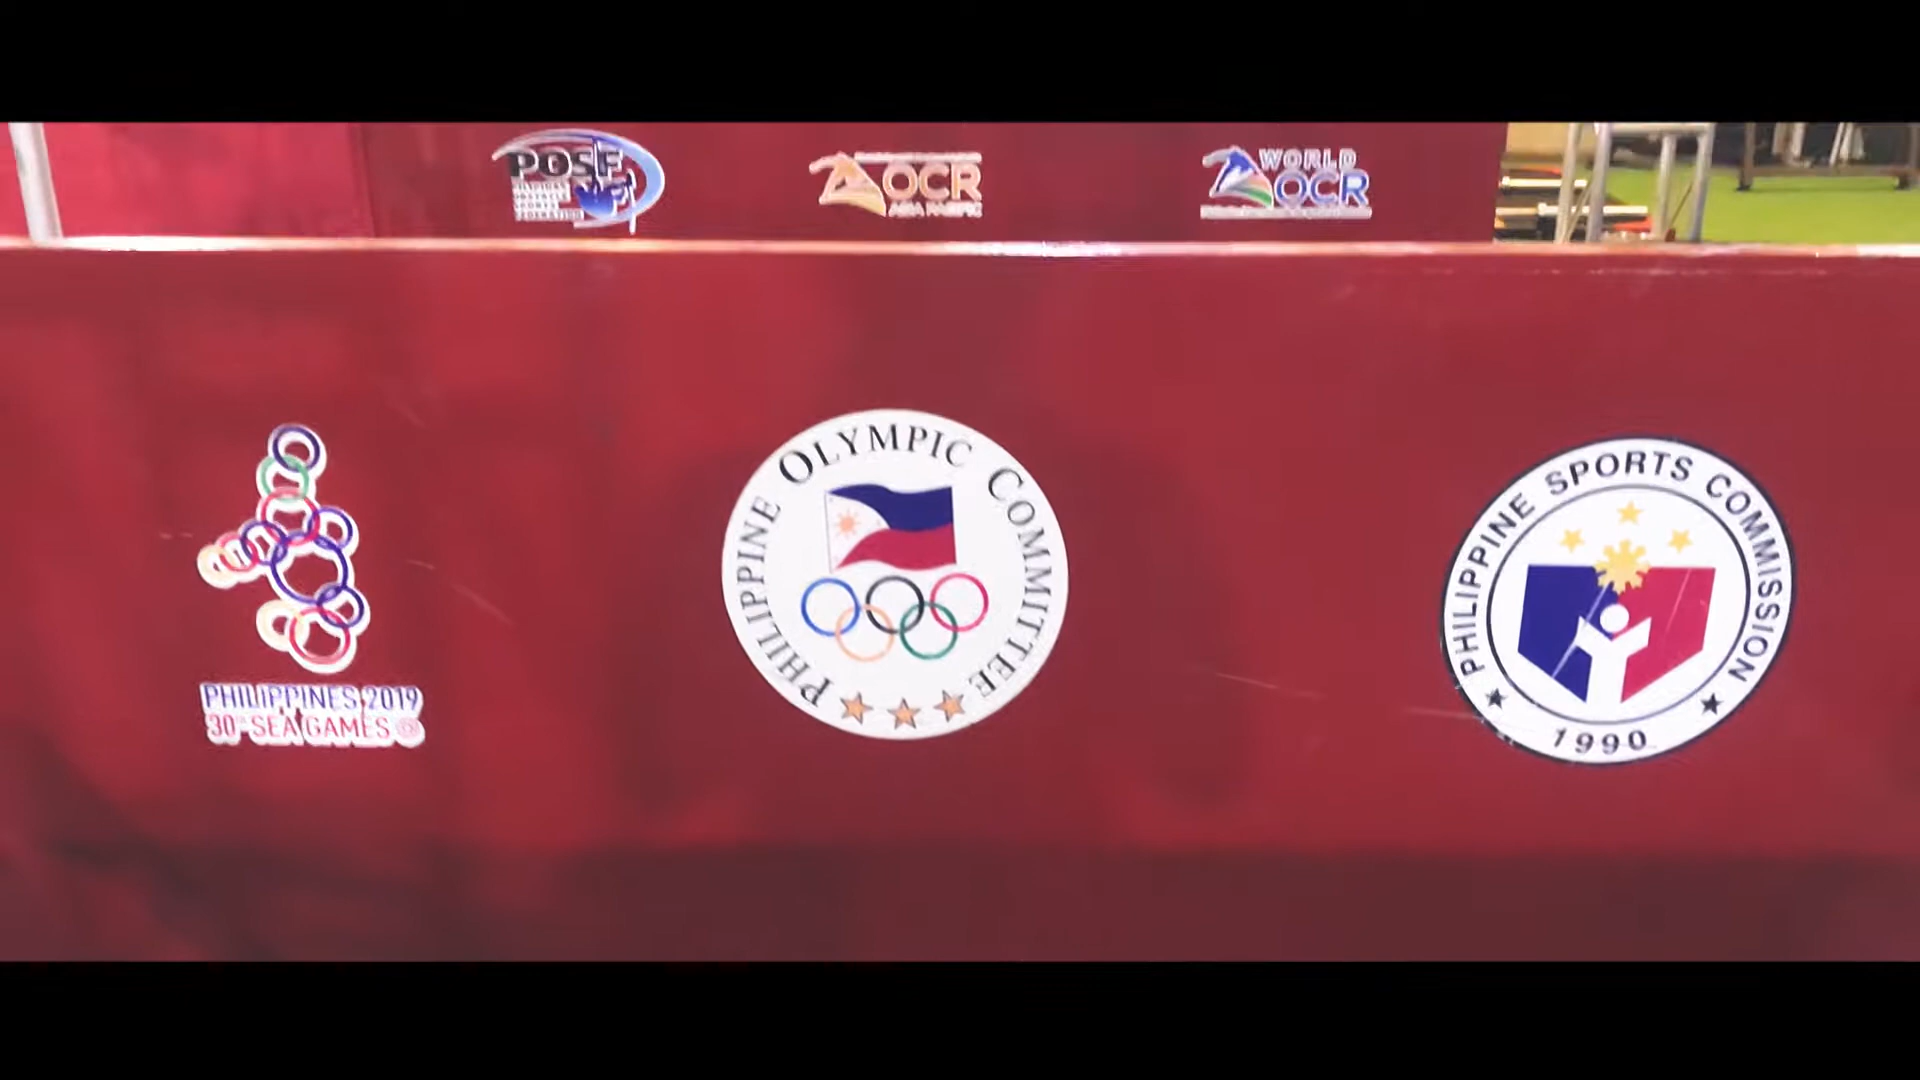 POSF
OCR
ASIA PACIFIC
WORLD
OCR
PHILIPPINES 2019
30TH SEA GAMES
PHILIPPINE OLYMPIC COMMITTEE
PHILIPPINE SPORTS COMMISSION
1990